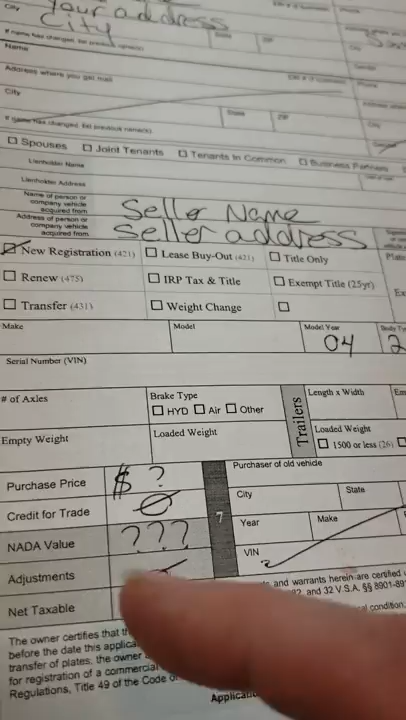 City
Your address
City
State
ZIP
If name has changed, list previous name(s)
Name
Address where you get mail
City
State
ZIP
If name has changed, list previous name(s)
☐ Spouses ☐ Joint Tenants ☐ Tenants In Common ☐ Business Partners
Lienholder Name
Lienholder Address
Name of person or company vehicle acquired from Seller Name
Address of person or company vehicle acquired from Seller address
☑ New Registration (421) ☐ Lease Buy-Out (421) ☐ Title Only
☐ Renew (475) ☐ IRP Tax & Title ☐ Exempt Title (25yr)
☐ Transfer (431) ☐ Weight Change ☐
Make Model Model Year 04
Serial Number (VIN)
# of Axles Brake Type Length x Width
☐ HYD ☐ Air ☐ Other
Trailers
Empty Weight Loaded Weight Loaded Weight
☐ 1500 or less (26)
Purchase Price $ ?
Credit for Trade
NADA Value ???
Adjustments
Net Taxable
7
Purchaser of old vehicle
City State
Year Make
VIN
and warrants herein are certified
32 V.S.A. §§
The owner certifies that
before the date this
transfer of plates, the owner
for registration of a commercial
Regulations, Title 49 of the Code of